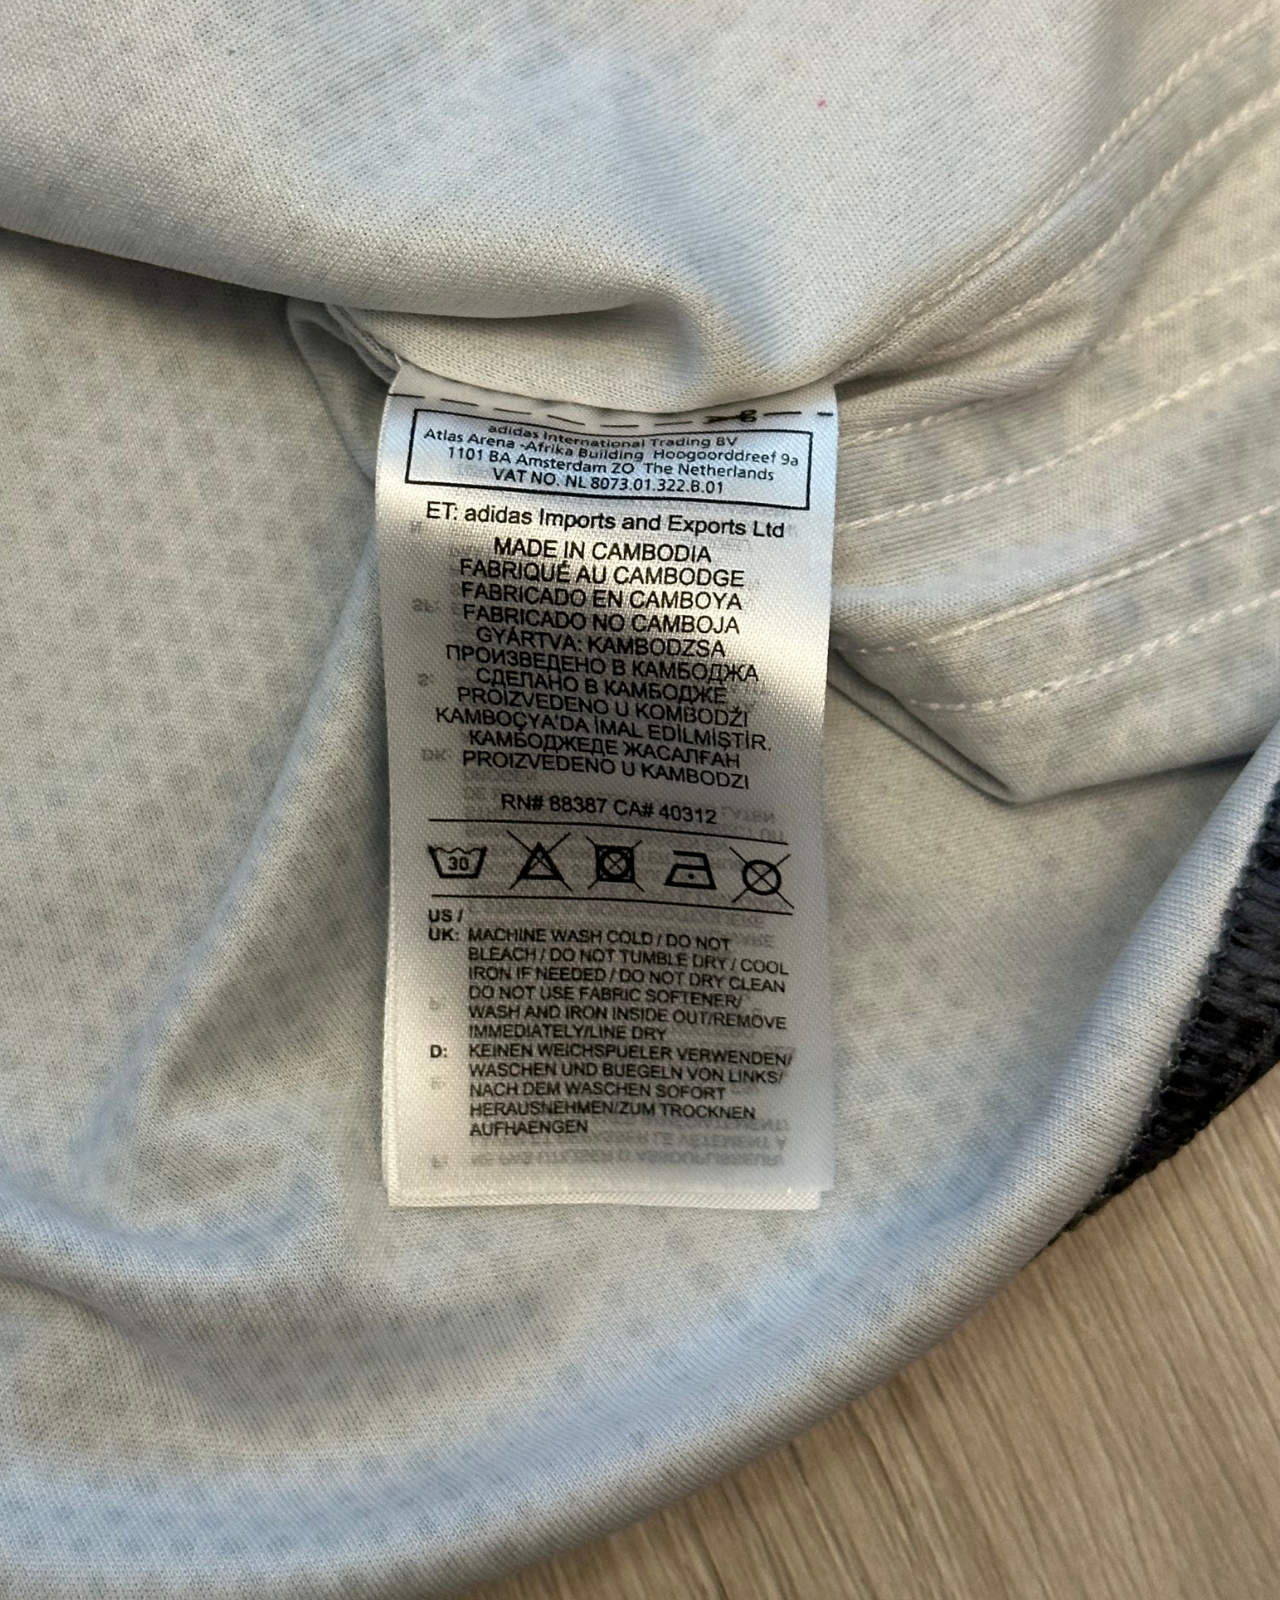 adidas International Trading BV
Atlas Arena -Afrika Building Hoogoorddreef 9a
1101 BA Amsterdam ZO The Netherlands
VAT NO. NL 8073.01.322.B.01
ET: adidas Imports and Exports Ltd
MADE IN CAMBODIA
FABRIQUÉ AU CAMBODGE
FABRICADO EN CAMBOYA
FABRICADO NO CAMBOJA
GYÁRTVA: KAMBODZSA
ПРОИЗВЕДЕНО В КАМБОДЖА
СДЕЛАНО В КАМБОДЖЕ
PROIZVEDENO U KOMBODŽI
KAMBOÇYA'DA İMAL EDİLMİŞTİR.
КАМБОДЖЕДЕ ЖАСАЛҒАН
PROIZVEDENO U KAMBODZI
RN# 88387 CA# 40312
30
US /
UK: MACHINE WASH COLD / DO NOT
BLEACH / DO NOT TUMBLE DRY / COOL
IRON IF NEEDED / DO NOT DRY CLEAN
DO NOT USE FABRIC SOFTENER/
WASH AND IRON INSIDE OUT/REMOVE
IMMEDIATELY/LINE DRY
D: KEINEN WEICHSPUELER VERWENDEN/
WASCHEN UND BUEGELN VON LINKS/
NACH DEM WASCHEN SOFORT
HERAUSNEHMEN/ZUM TROCKNEN
AUFHAENGEN